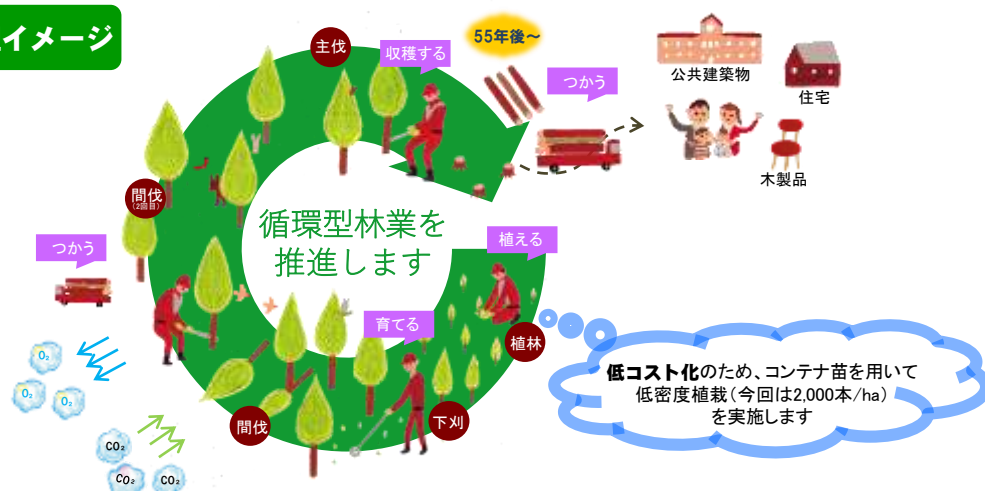 イメージ
主伐
収穫する
55年後～
つかう
公共建築物
住宅
木製品
間伐
(2回目)
つかう
循環型林業を
推進します
植える
育てる
植林
下刈
間伐
低コスト化のため、コンテナ苗を用いて
低密度植栽(今回は2,000本/ha)
を実施します
O₂
O₂
O₂
CO₂
CO₂
CO₂